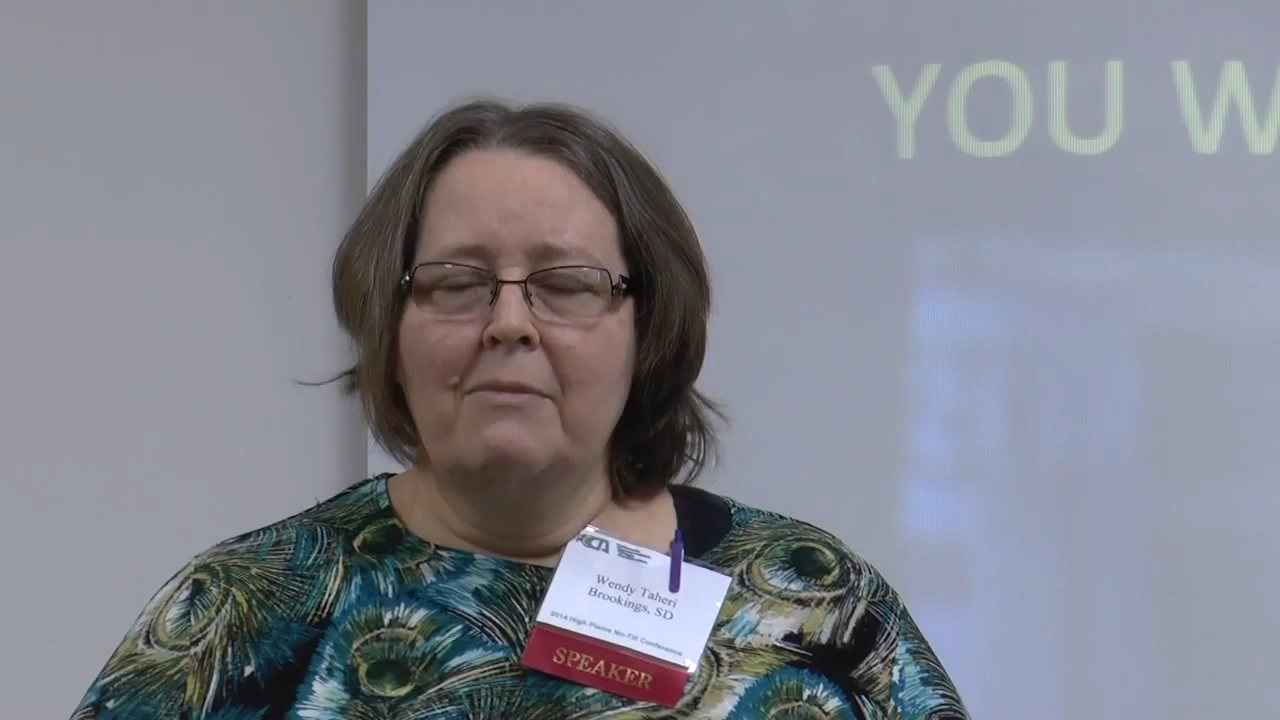 YOU W
Wendy Taheri
Brookings, SD
2014 High Plains No-Till Conference
SPEAKER